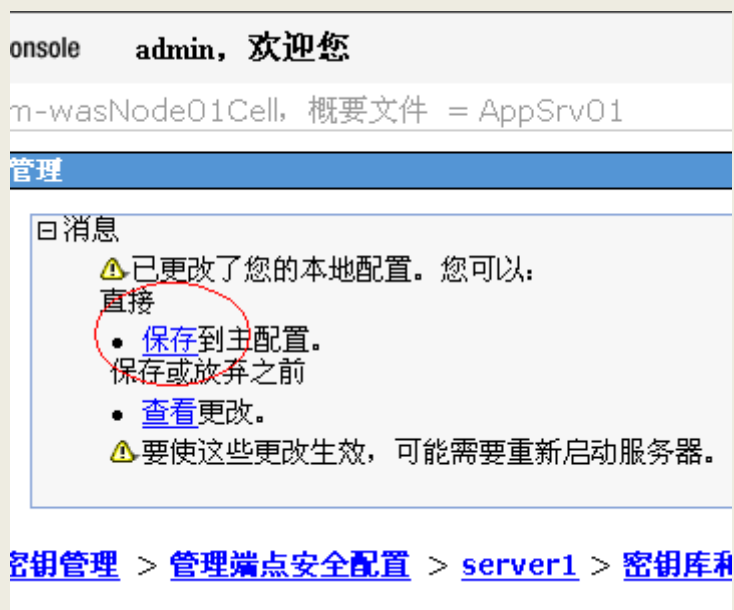 onsole admin，欢迎您
m-wasNode01Cell，概要文件 = AppSrv01
管理
消息
已更改了您的本地配置。您可以：
直接
保存到主配置。
保存或放弃之前
查看更改。
要使这些更改生效，可能需要重新启动服务器。
密钥管理 > 管理端点安全配置 > server1 > 密钥库和